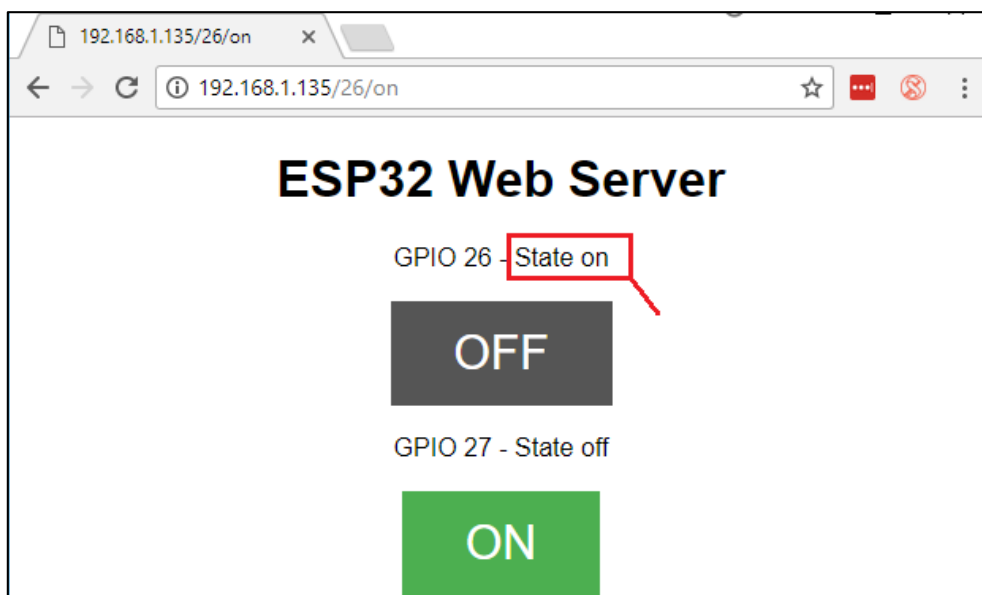 192.168.1.135/26/on
192.168.1.135/26/on
ESP32 Web Server
GPIO 26 - State on
OFF
GPIO 27 - State off
ON